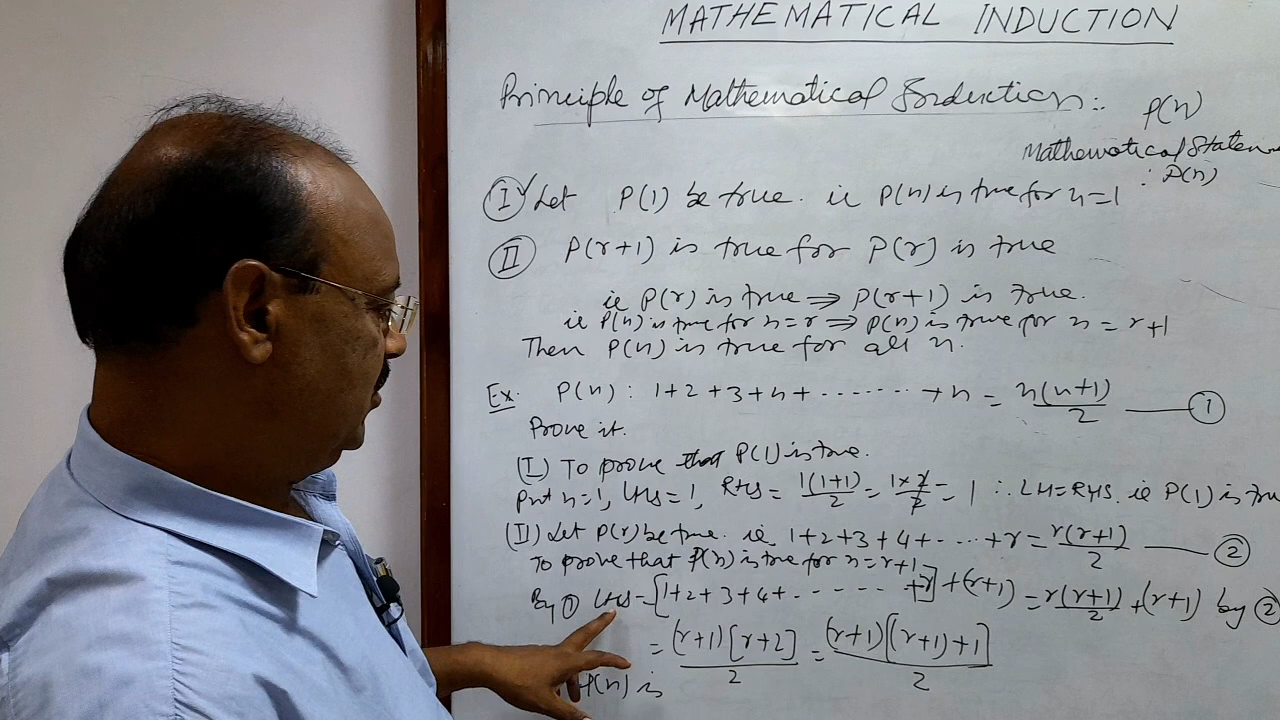 MATHEMATICAL INDUCTION
Principle of Mathematical Induction:
P(n)
Mathematical Statem
: P(n)
(I) ✓ Let P(1) be true. ie P(n) is true for n=1
(II) P(r+1) is true for P(r) is true
ie P(r) is true ⇒ P(r+1) is true.
ie P(n) is true for n=r ⇒ P(n) is true for n = r+1
Then P(n) is true for all n.
Ex. P(n) : 1+2+3+4+.......+n = n(n+1)/2 —— (1)
Prove it.
(I) To prove that P(1) is true.
Put n=1, LHS=1, RHS = 1(1+1)/2 = 1×2/2 = 1 ∴ LH=RHS. ie P(1) is tru
(II) Let P(r) be true. ie 1+2+3+4+.....+r = r(r+1)/2 —— (2)
To prove that P(n) is true for n=r+1
By (1) LHS = [1+2+3+4+......+r]+(r+1) = r(r+1)/2 + (r+1) by (2)
= (r+1)[r+2]/2 = (r+1)[(r+1)+1]/2
P(n) is